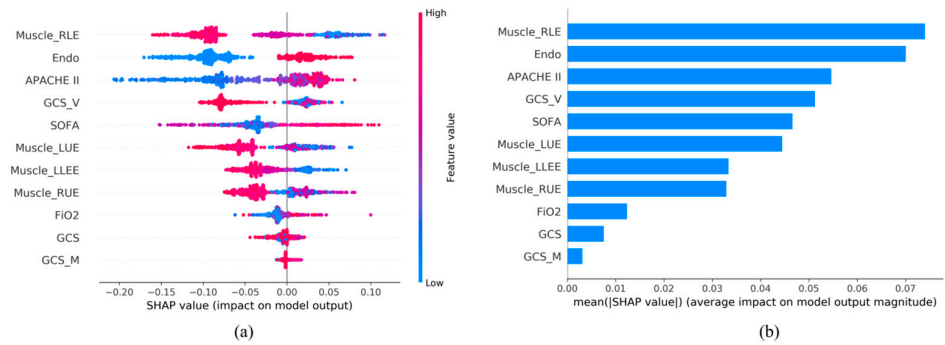 High
Muscle_RLE
Endo
APACHE II
GCS_V
SOFA
Muscle_LUE
Muscle_LLEE
Muscle_RUE
FiO2
GCS
GCS_M
Feature value
Low
−0.20 −0.15 −0.10 −0.05 0.00 0.05 0.10
SHAP value (impact on model output)
(a)
Muscle_RLE
Endo
APACHE II
GCS_V
SOFA
Muscle_LUE
Muscle_LLEE
Muscle_RUE
FiO2
GCS
GCS_M
0.00 0.01 0.02 0.03 0.04 0.05 0.06 0.07
mean(|SHAP value|) (average impact on model output magnitude)
(b)